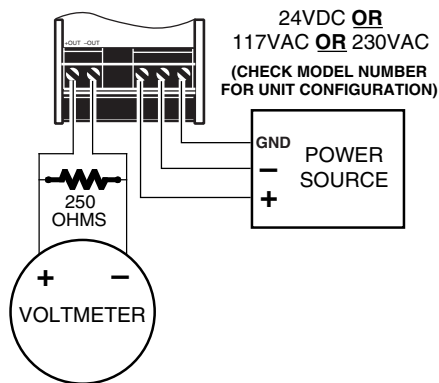 24VDC OR
117VAC OR 230VAC
(CHECK MODEL NUMBER
FOR UNIT CONFIGURATION)
+OUT –OUT
GND
–
+
POWER
SOURCE
250
OHMS
+ –
VOLTMETER